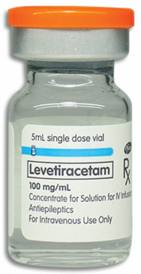 5mL single dose vial
Levetiracetam
100 mg/mL
Concentrate for Solution for IV
Antiepileptics
For Intravenous Use Only
Rx